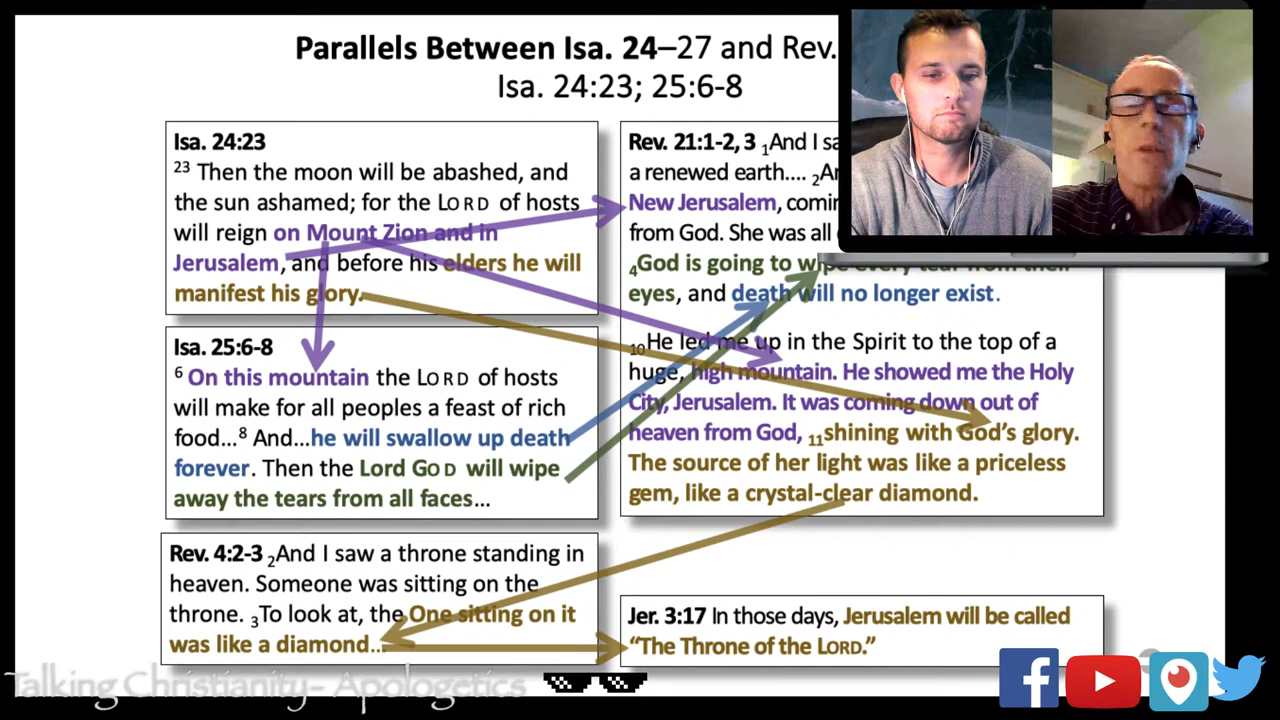 Parallels Between Isa. 24–27 and Rev.
Isa. 24:23; 25:6-8
Isa. 24:23
23 Then the moon will be abashed, and
the sun ashamed; for the LORD of hosts
will reign on Mount Zion and in
Jerusalem, and before his elders he will
manifest his glory.
Isa. 25:6-8
6 On this mountain the LORD of hosts
will make for all peoples a feast of rich
food…8 And…he will swallow up death
forever. Then the Lord GOD will wipe
away the tears from all faces…
Rev. 4:2-3 2And I saw a throne standing in
heaven. Someone was sitting on the
throne. 3To look at, the One sitting on it
was like a diamond…
Rev. 21:1-2, 3 1And I
a renewed earth…. 2
New Jerusalem,
from God. She was all
4God is going to wipe every tear from their
eyes, and death will no longer exist.
10He led me up in the Spirit to the top of a
huge, high mountain. He showed me the Holy
City, Jerusalem. It was coming down out of
heaven from God, 11shining with God’s glory.
The source of her light was like a priceless
gem, like a crystal-clear diamond.
Jer. 3:17 In those days, Jerusalem will be called
“The Throne of the LORD.”
Talking Christianity- Apologetics